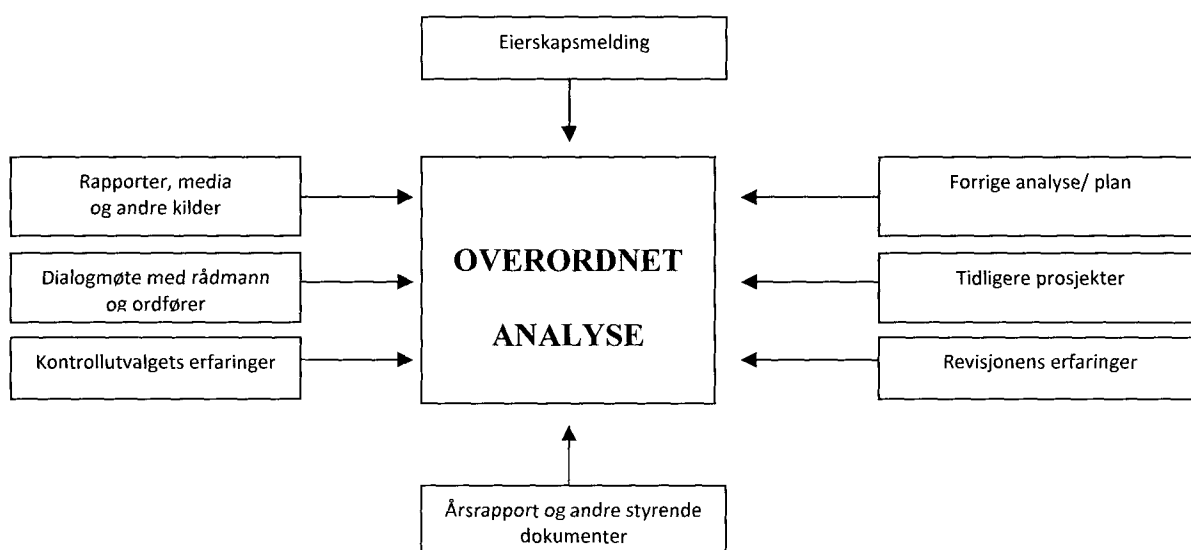 Eierskapsmelding
Rapporter, media
og andre kilder
Dialogmøte med rådmann
og ordfører
Kontrollutvalgets erfaringer
OVERORDNET
ANALYSE
Forrige analyse/ plan
Tidligere prosjekter
Revisjonens erfaringer
Årsrapport og andre styrende
dokumenter